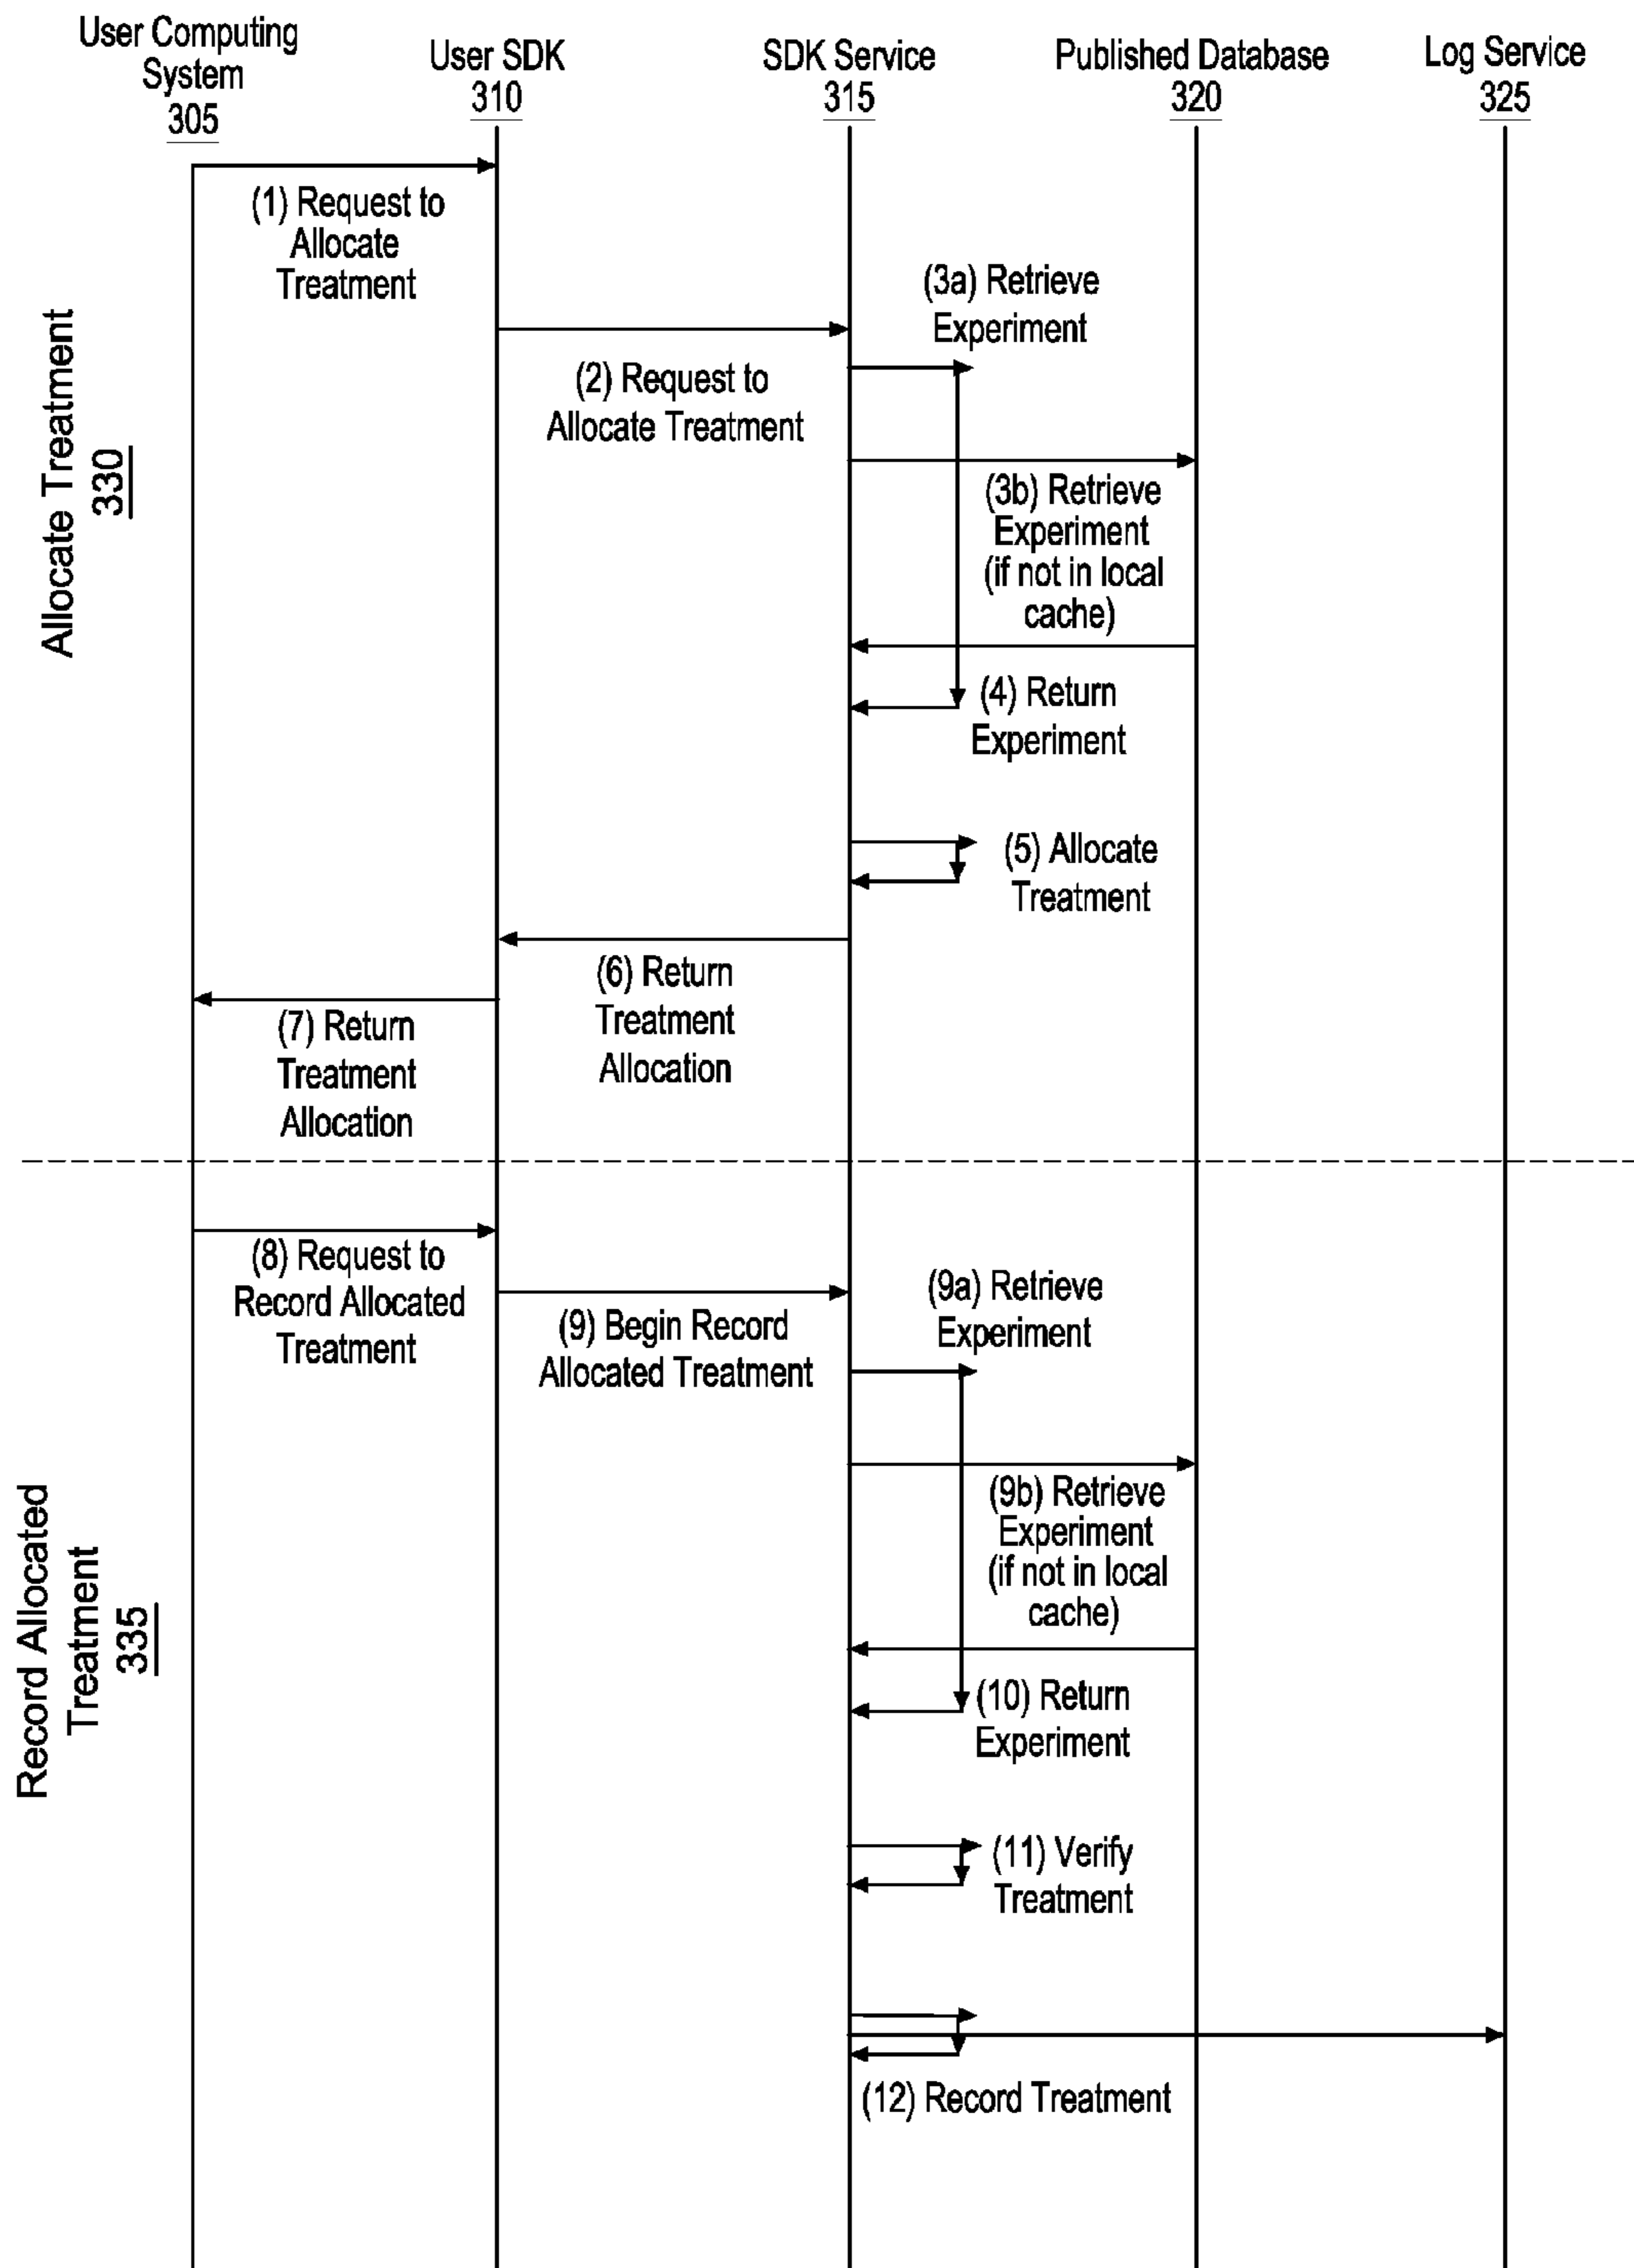 User Computing
System
305
User SDK
310
SDK Service
315
Published Database
320
Log Service
325
Allocate Treatment
330
(1) Request to
Allocate
Treatment
(2) Request to
Allocate Treatment
(3a) Retrieve
Experiment
(3b) Retrieve
Experiment
(if not in local
cache)
(4) Return
Experiment
(5) Allocate
Treatment
(6) Return
Treatment
Allocation
(7) Return
Treatment
Allocation
Record Allocated
Treatment
335
(8) Request to
Record Allocated
Treatment
(9) Begin Record
Allocated Treatment
(9a) Retrieve
Experiment
(9b) Retrieve
Experiment
(if not in local
cache)
(10) Return
Experiment
(11) Verify
Treatment
(12) Record Treatment